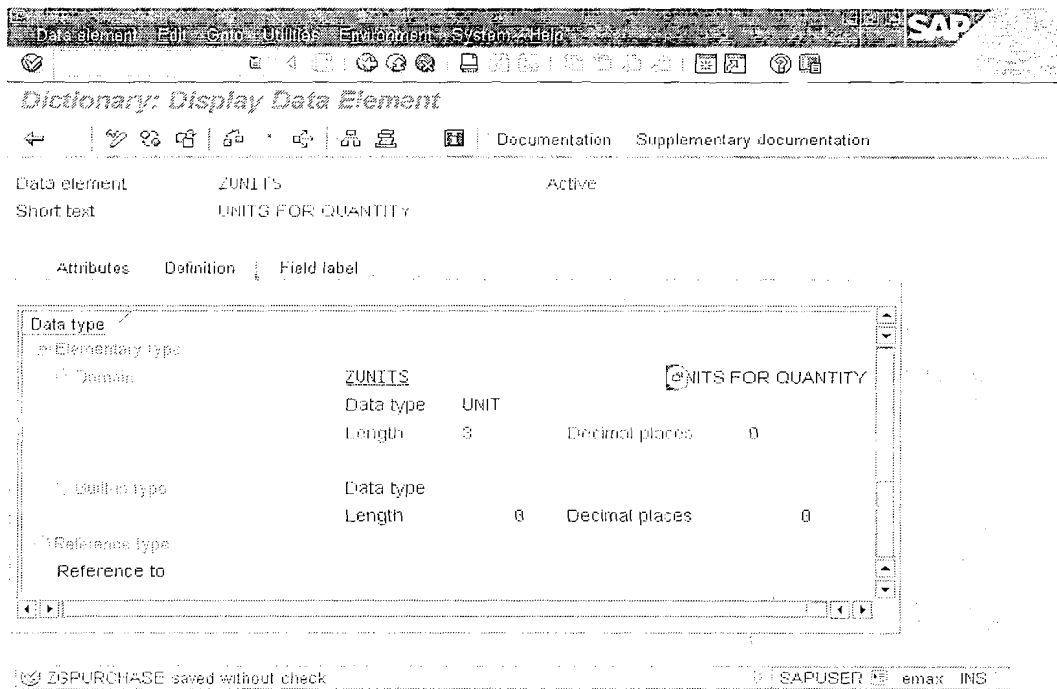 SAP
Data element Edit Goto Utilities Environment System Help
Dictionary: Display Data Element
Documentation Supplementary documentation
Data element ZUNITS Active
Short text UNITS FOR QUANTITY
Attributes Definition Field label
Data type
Elementary type
Domain ZUNITS NITS FOR QUANTITY
Data type UNIT
Length 3 Decimal places 0
Built-in type Data type
Length 0 Decimal places 0
Reference type
Reference to
ZGPURCHASE saved without check SAPUSER emax INS